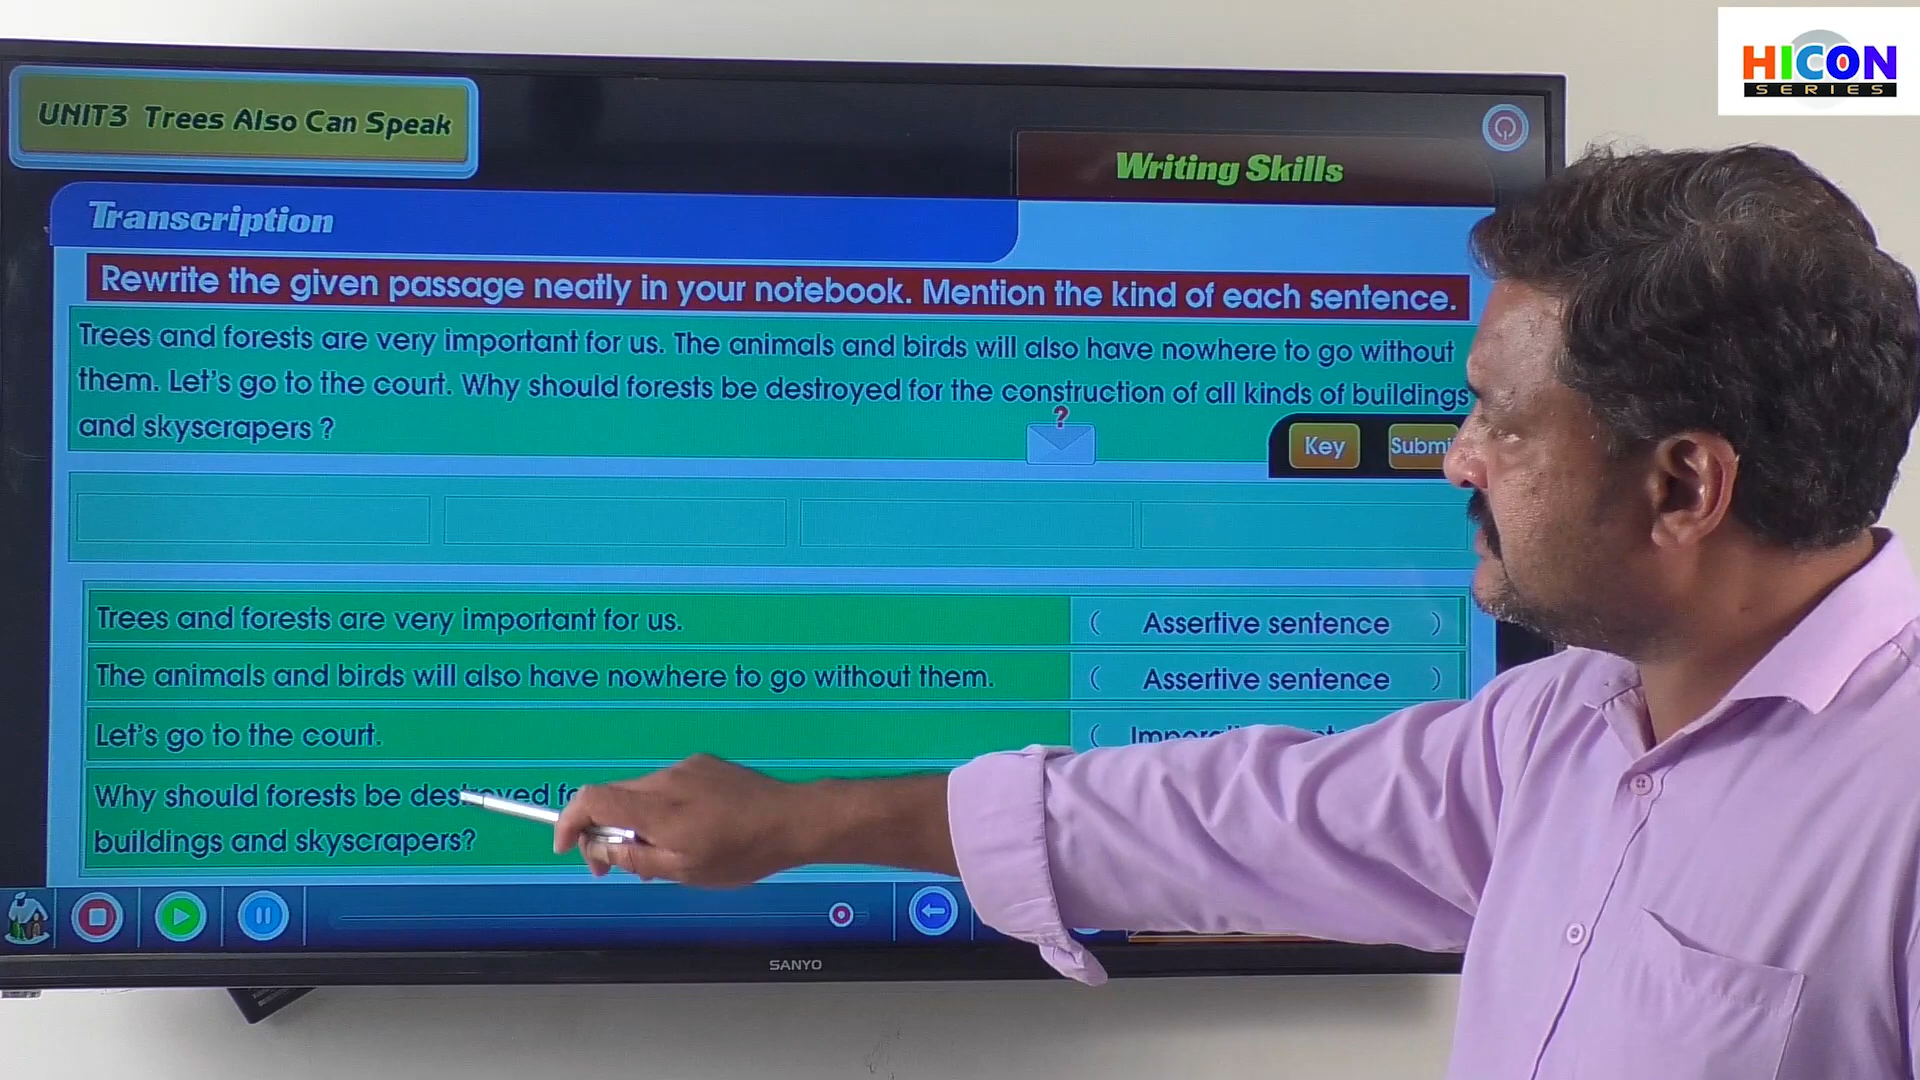 HICON
SERIES
UNIT3 Trees Also Can Speak
Writing Skills
Transcription
Rewrite the given passage neatly in your notebook. Mention the kind of each sentence.
Trees and forests are very important for us. The animals and birds will also have nowhere to go without
them. Let's go to the court. Why should forests be destroyed for the construction of all kinds of buildings
and skyscrapers ?
?
Key
Submi
Trees and forests are very important for us. ( Assertive sentence )
The animals and birds will also have nowhere to go without them. ( Assertive sentence )
Let's go to the court. (
Why should forests be destroyed
buildings and skyscrapers?
SANYO